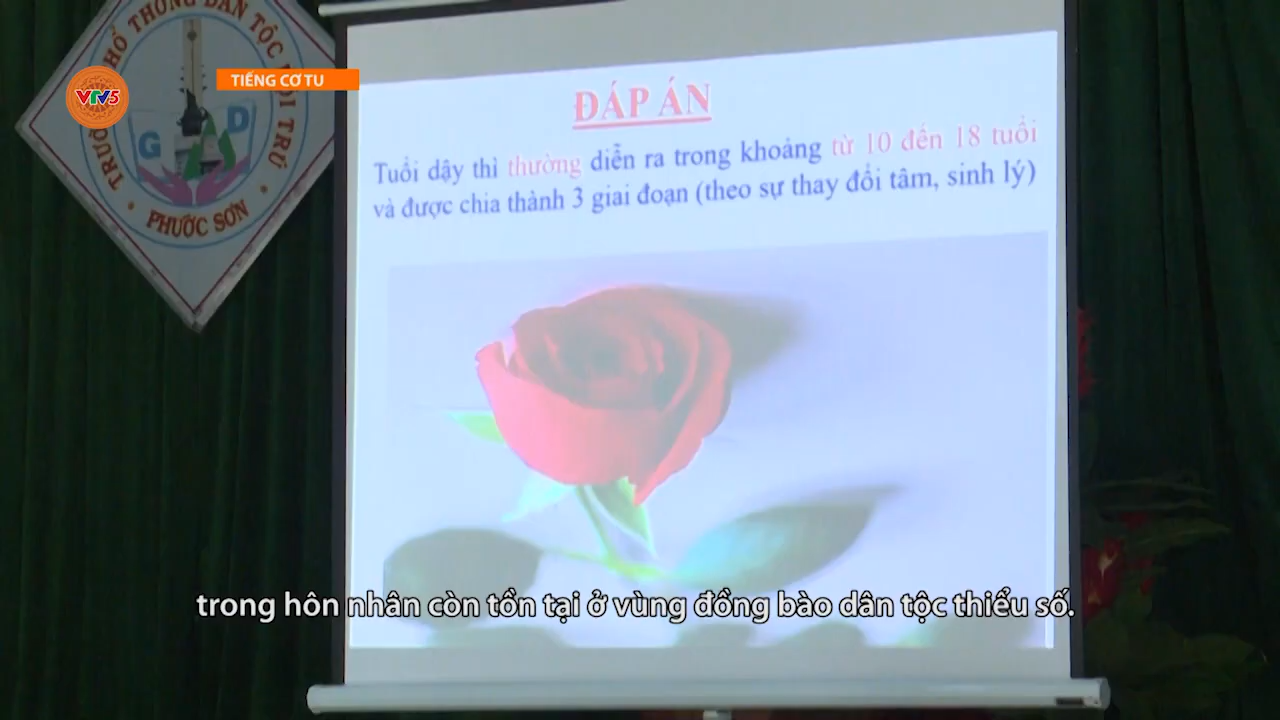 TRƯỜNG PHỔ THÔNG DÂN TỘC NỘI TRÚ
GD
PHƯỚC SƠN
VTV5
TIẾNG CƠ TU
ĐÁP ÁN
Tuổi dậy thì thường diễn ra trong khoảng từ 10 đến 18 tuổi
và được chia thành 3 giai đoạn (theo sự thay đổi tâm, sinh lý)
trong hôn nhân còn tồn tại ở vùng đồng bào dân tộc thiểu số.